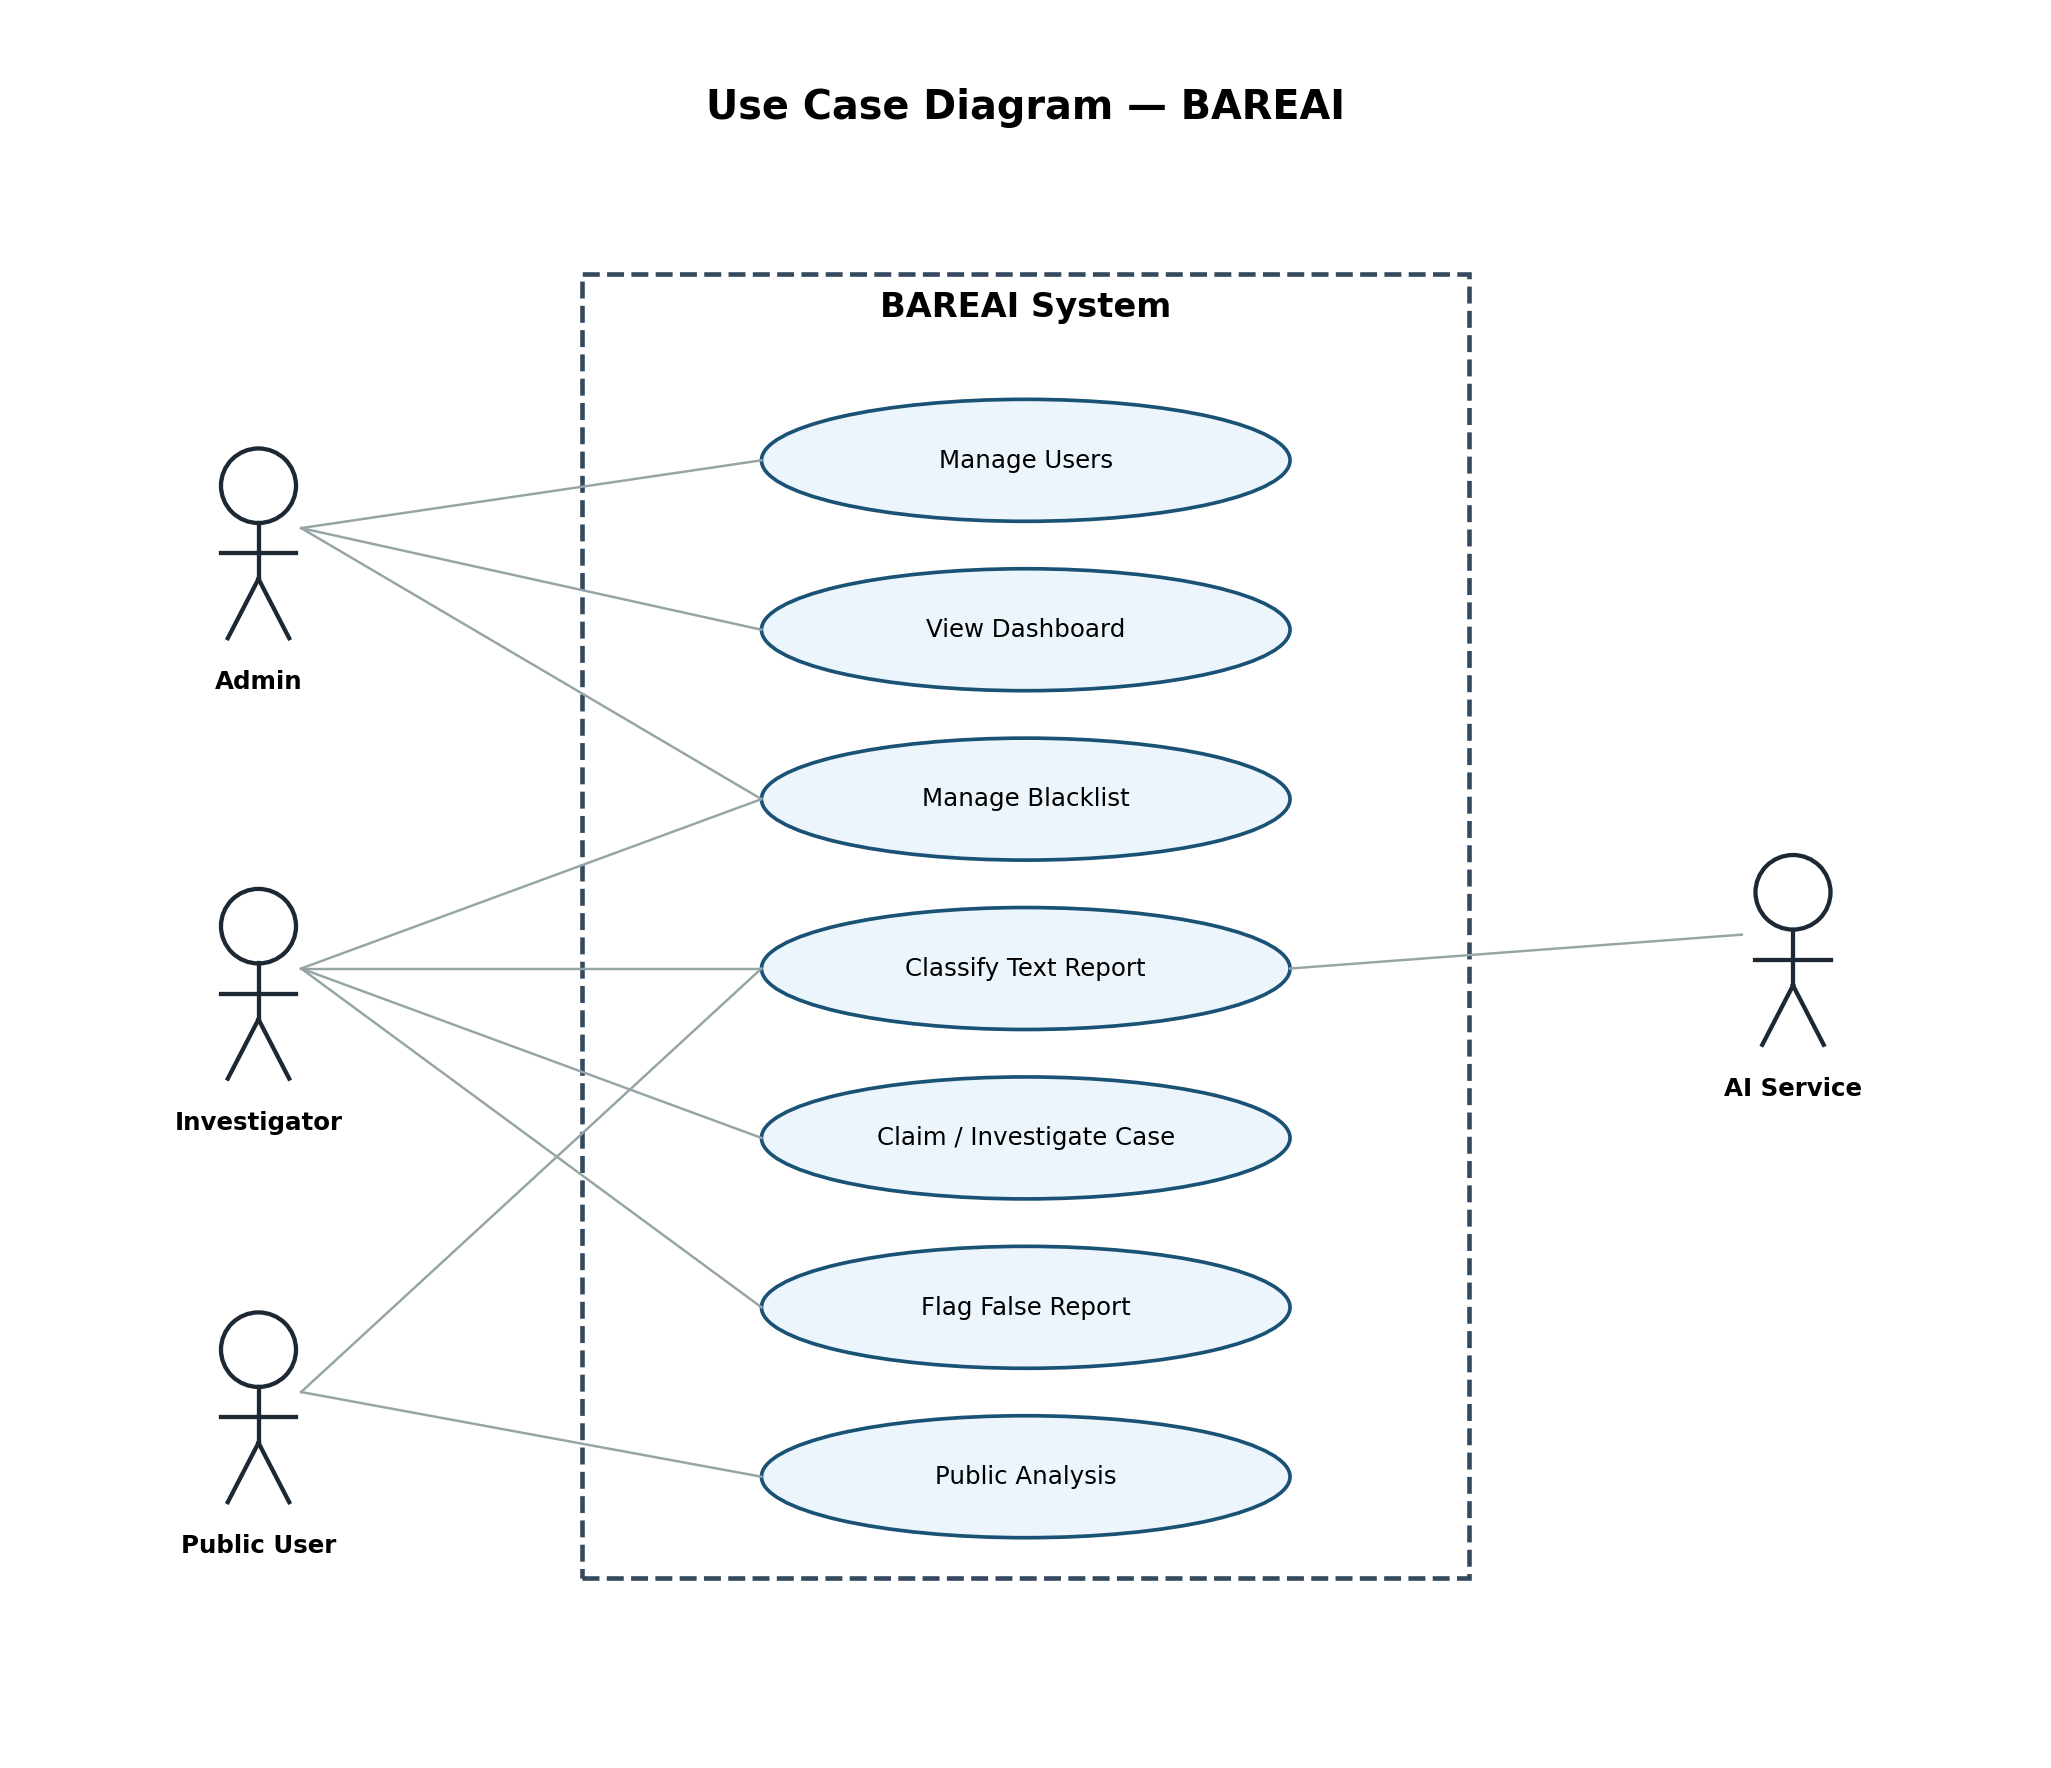 Use Case Diagram — BAREAI
BAREAI System
Manage Users
View Dashboard
Admin
Manage Blacklist
Classify Text Report
AI Service
Investigator
Claim / Investigate Case
Flag False Report
Public Analysis
Public User